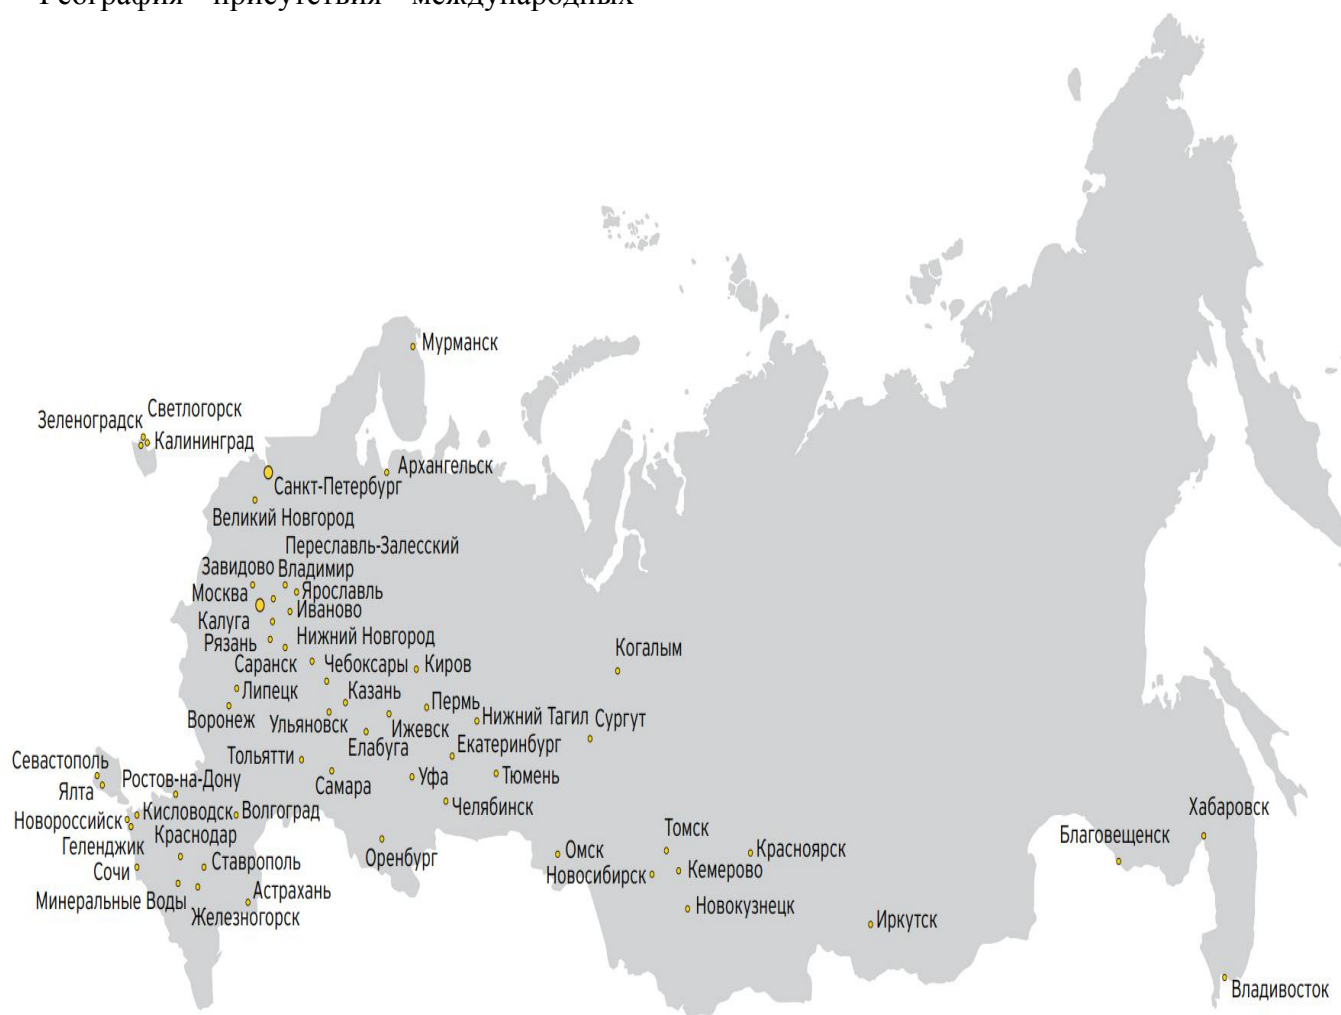 География присутствия международных
Мурманск
Светлогорск
Зеленоградск
Калининград
Архангельск
Санкт-Петербург
Великий Новгород
Переславль-Залесский
Завидово
Владимир
Москва
Ярославль
Иваново
Калуга
Рязань
Нижний Новгород
Когалым
Саранск
Чебоксары
Киров
Липецк
Казань
Пермь
Воронеж
Ульяновск
Ижевск
Нижний Тагил
Сургут
Елабуга
Екатеринбург
Тольятти
Севастополь
Ялта
Ростов-на-Дону
Самара
Уфа
Тюмень
Новороссийск
Кисловодск
Волгоград
Челябинск
Хабаровск
Геленджик
Краснодар
Томск
Благовещенск
Сочи
Ставрополь
Оренбург
Омск
Красноярск
Новосибирск
Кемерово
Минеральные Воды
Астрахань
Железногорск
Новокузнецк
Иркутск
Владивосток